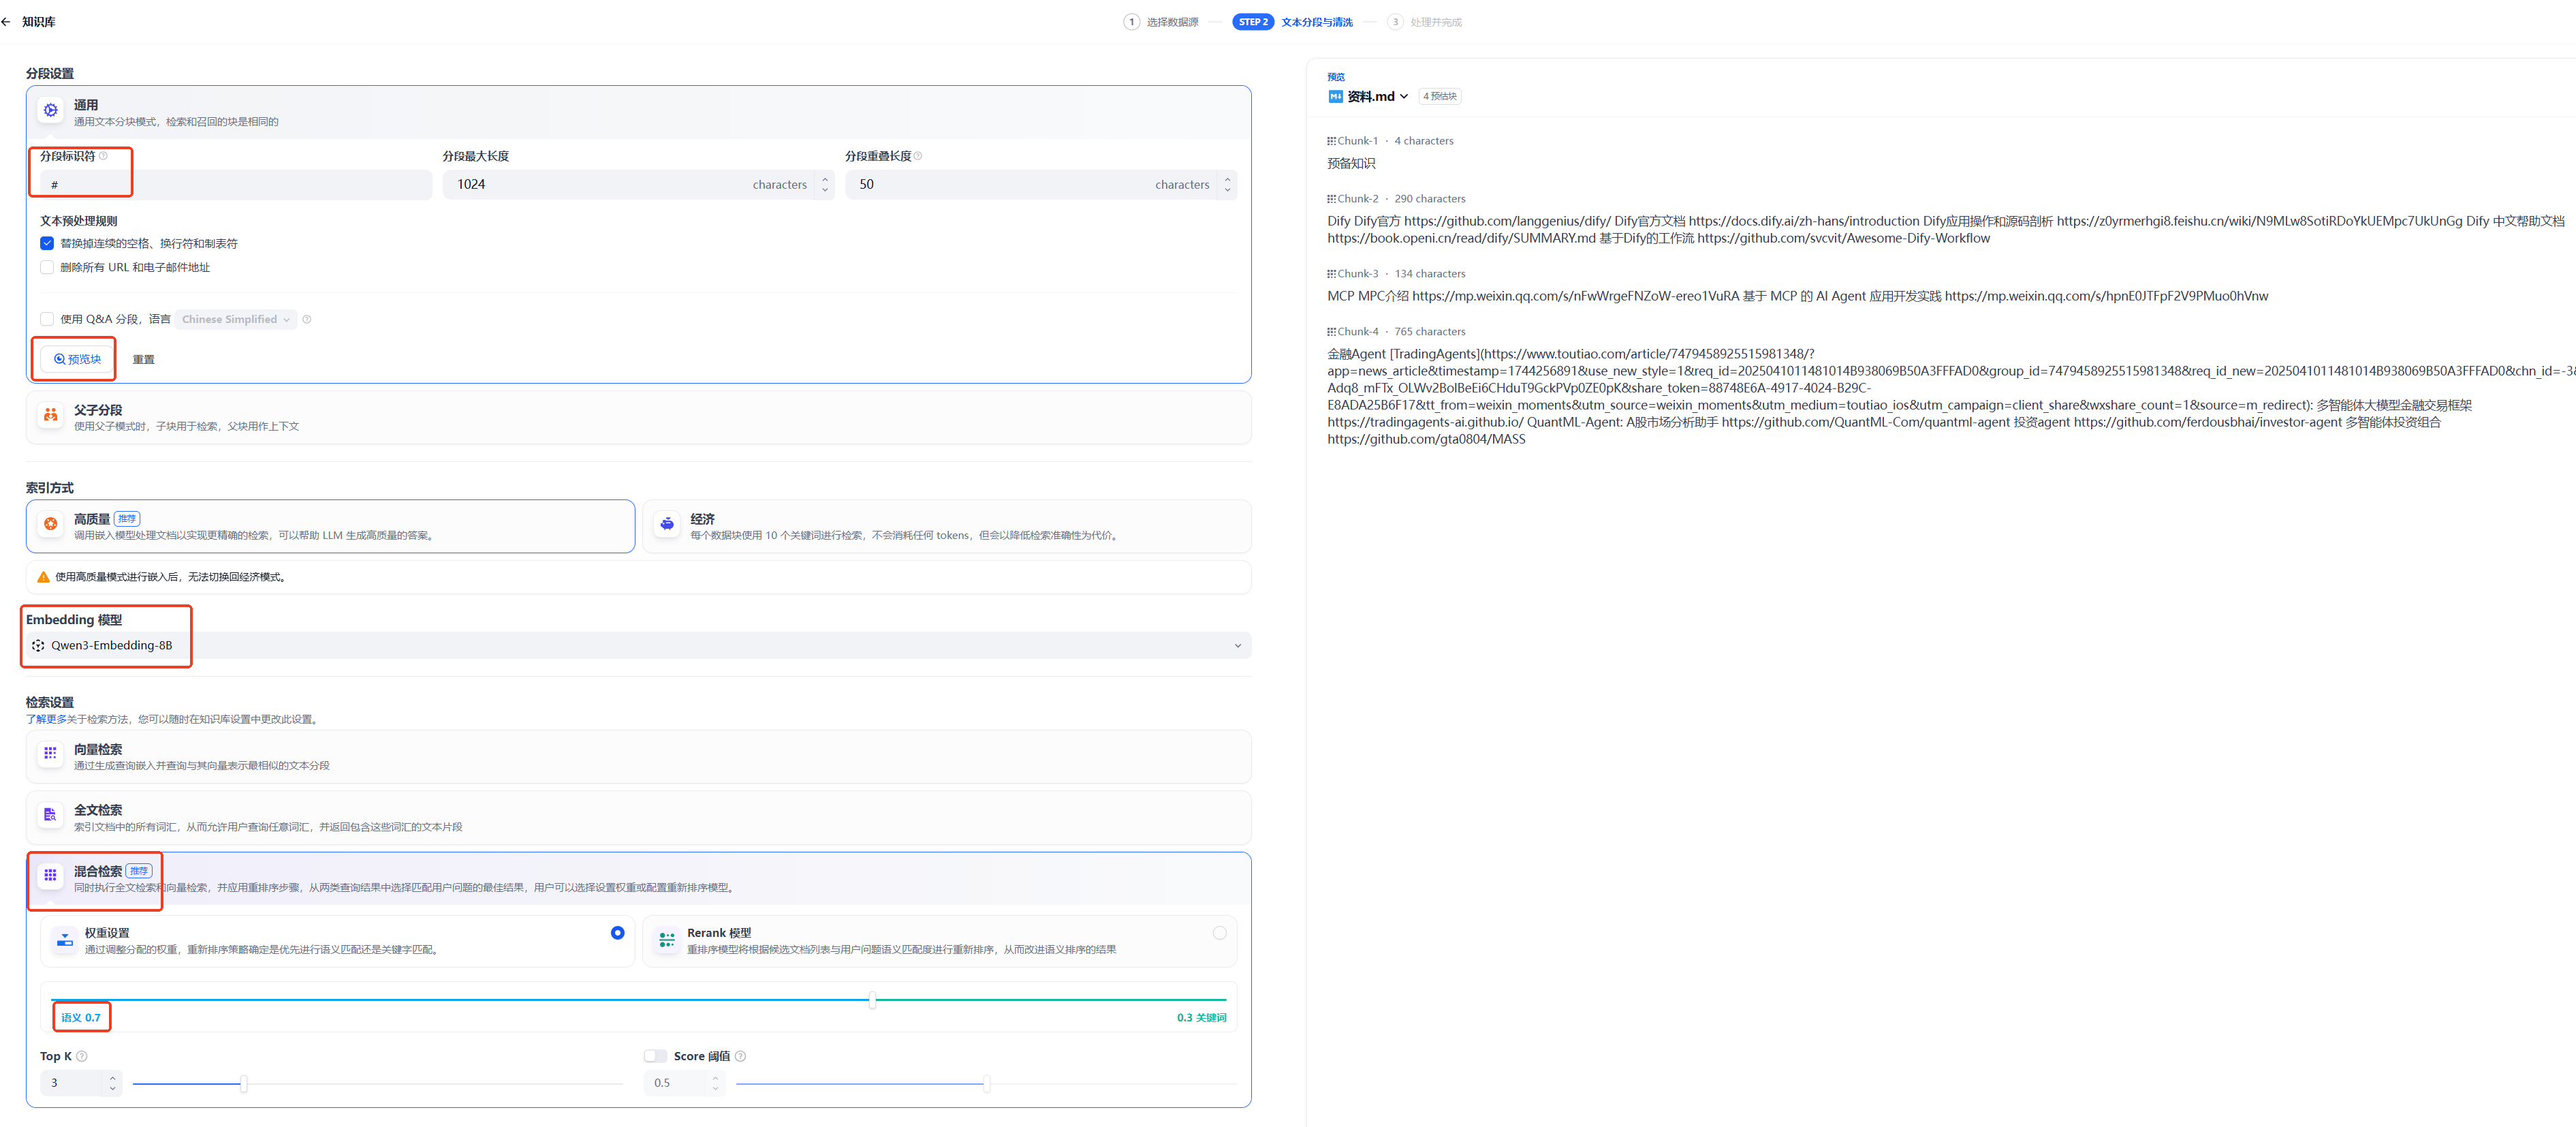 知识库
1 选择数据源
STEP 2 文本分段与清洗
3 处理并完成
分段设置
通用
通用文本分块模式，检索和召回的块是相同的
分段标识符
#
分段最大长度
1024 characters
分段重叠长度
50 characters
文本预处理规则
替换掉连续的空格、换行符和制表符
删除所有 URL 和电子邮件地址
使用 Q&A 分段，语言 Chinese Simplified
预览块 重置
父子分段
使用父子模式时，子块用于检索，父块用作上下文
索引方式
高质量 推荐
调用嵌入模型处理文档以实现更精确的检索，可以帮助 LLM 生成高质量的答案。
经济
每个数据块使用 10 个关键词进行检索，不会消耗任何 tokens，但会以降低检索准确性为代价。
使用高质量模式进行嵌入后，无法切换回经济模式。
Embedding 模型
Qwen3-Embedding-8B
检索设置
了解更多关于检索方法，您可以随时在知识库设置中更改此设置。
向量检索
通过生成查询嵌入并查询与其向量表示最相似的文本分段
全文检索
索引文档中的所有词汇，从而允许用户查询任意词汇，并返回包含这些词汇的文本片段
混合检索 推荐
同时执行全文检索和向量检索，并应用重排序步骤，从两类查询结果中选择匹配用户问题的最佳结果，用户可以选择设置权重或配置重新排序模型。
权重设置
通过调整分配的权重，重新排序策略确定是优先进行语义匹配还是关键字匹配。
Rerank 模型
重排序模型将根据候选文档列表与用户问题语义匹配度进行重新排序，从而改进语义排序的结果
语义 0.7
0.3 关键词
Top K
3
Score 阈值
0.5
预览
M↓ 资料.md 4 预估块
Chunk-1 · 4 characters
预备知识
Chunk-2 · 290 characters
Dify Dify官方 https://github.com/langgenius/dify/ Dify官方文档 https://docs.dify.ai/zh-hans/introduction Dify应用操作和源码剖析 https://z0yrmerhgi8.feishu.cn/wiki/N9MLw8SotiRDoYkUEMpc7UkUnGg Dify 中文帮助文档
https://book.openi.cn/read/dify/SUMMARY.md 基于Dify的工作流 https://github.com/svcvit/Awesome-Dify-Workflow
Chunk-3 · 134 characters
MCP MPC介绍 https://mp.weixin.qq.com/s/nFwWrgeFNZoW-ereo1VuRA 基于 MCP 的 AI Agent 应用开发实践 https://mp.weixin.qq.com/s/hpnE0JTFpF2V9PMuo0hVnw
Chunk-4 · 765 characters
金融Agent [TradingAgents](https://www.toutiao.com/article/7479458925515981348/?
app=news_article&timestamp=1744256891&use_new_style=1&req_id=2025041011481014B938069B50A3FFFAD0&group_id=7479458925515981348&req_id_new=2025041011481014B938069B50A3FFFAD0&chn_id=-3&
Adq8_mFTx_OLWv2BolBeEi6CHduT9GckPVp0ZE0pK&share_token=88748E6A-4917-4024-B29C-
E8ADA25B6F17&tt_from=weixin_moments&utm_source=weixin_moments&utm_medium=toutiao_ios&utm_campaign=client_share&wxshare_count=1&source=m_redirect): 多智能体大模型金融交易框架
https://tradingagents-ai.github.io/ QuantML-Agent: A股市场分析助手 https://github.com/QuantML-Com/quantml-agent 投资agent https://github.com/ferdousbhai/investor-agent 多智能体投资组合
https://github.com/gta0804/MASS